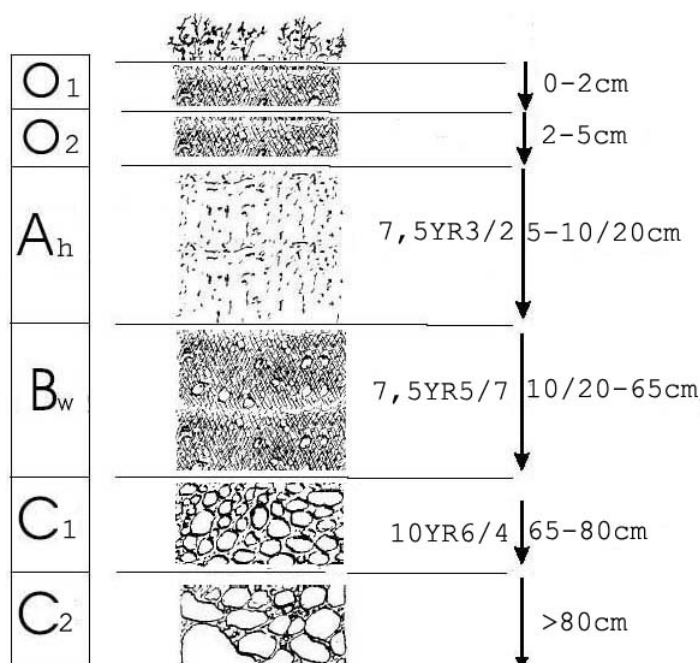 O1 0-2cm
O2 2-5cm
Ah 7,5YR3/2 5-10/20cm
Bw 7,5YR5/7 10/20-65cm
C1 10YR6/4 65-80cm
C2 >80cm